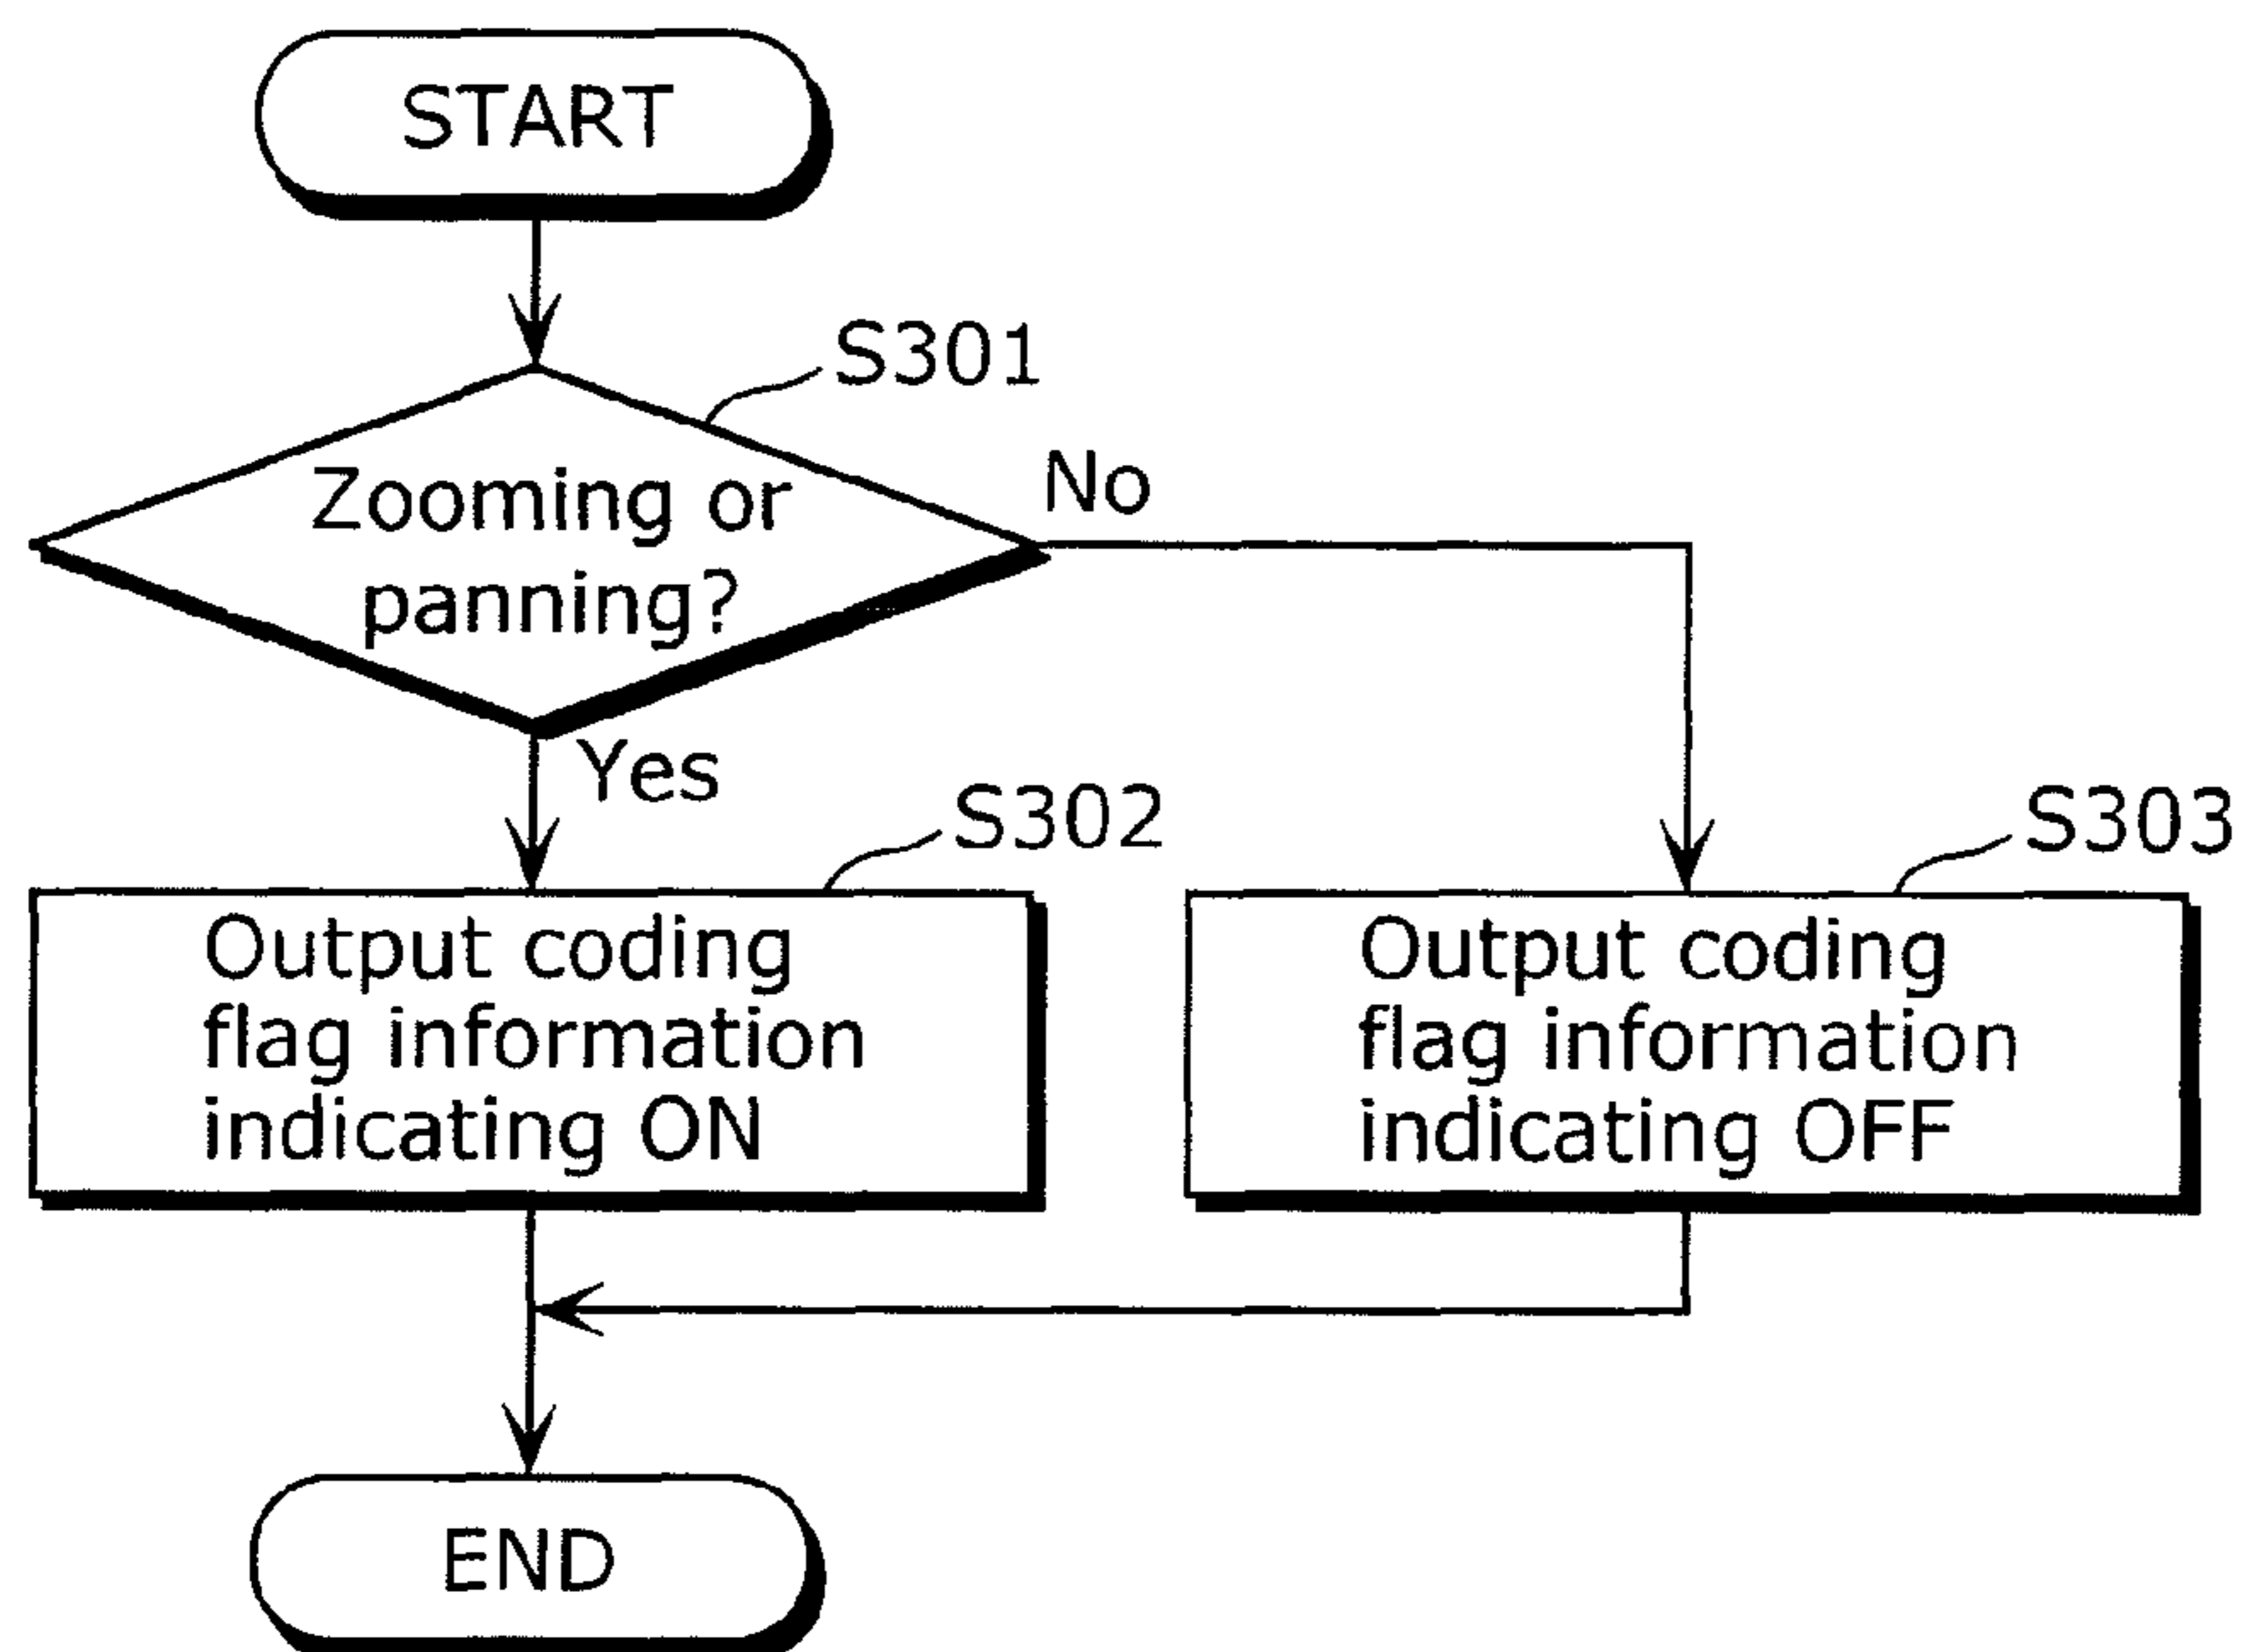 START
S301
Zooming or
panning?
No
Yes
S302
Output coding
flag information
indicating ON
S303
Output coding
flag information
indicating OFF
END